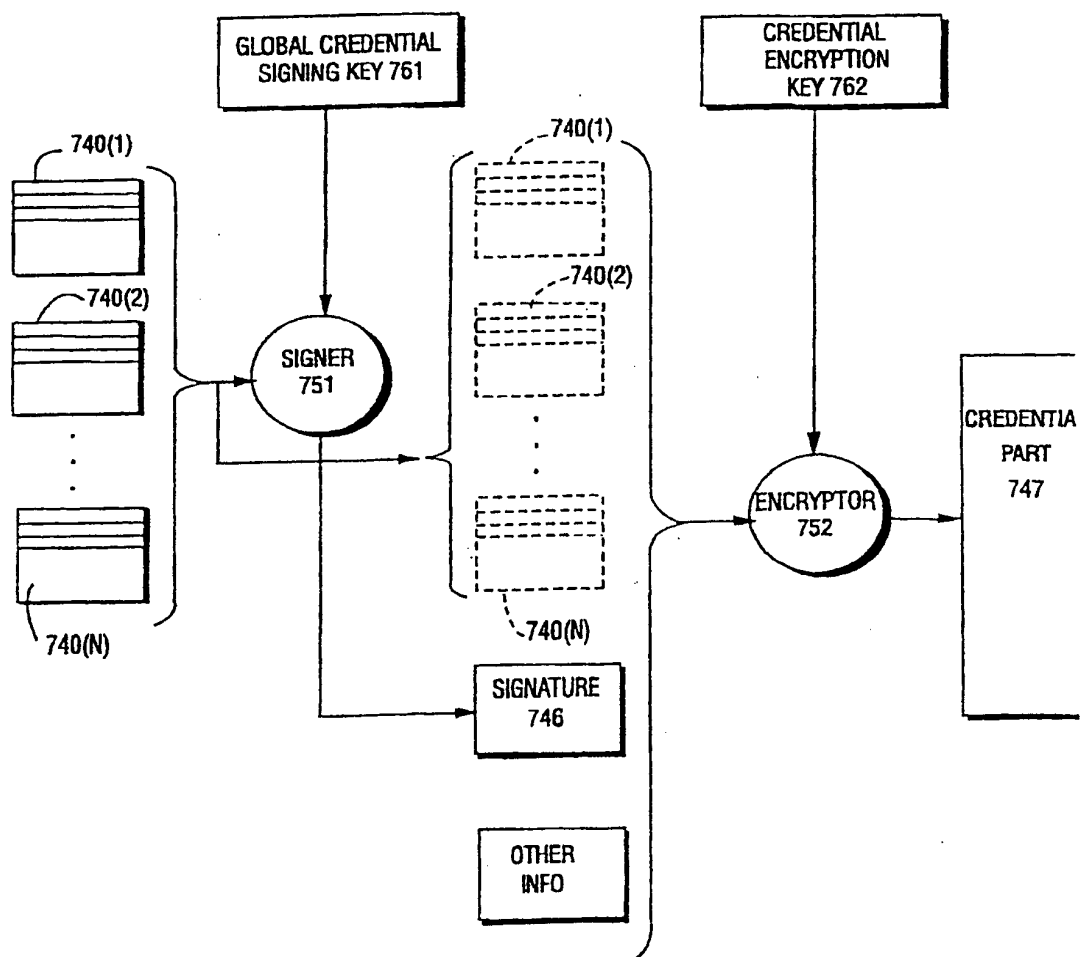 GLOBAL CREDENTIAL
SIGNING KEY 761
CREDENTIAL
ENCRYPTION
KEY 762
740(1)
740(1)
740(2)
740(2)
SIGNER
751
CREDENTIA
PART
747
ENCRYPTOR
752
740(N)
740(N)
SIGNATURE
746
OTHER
INFO